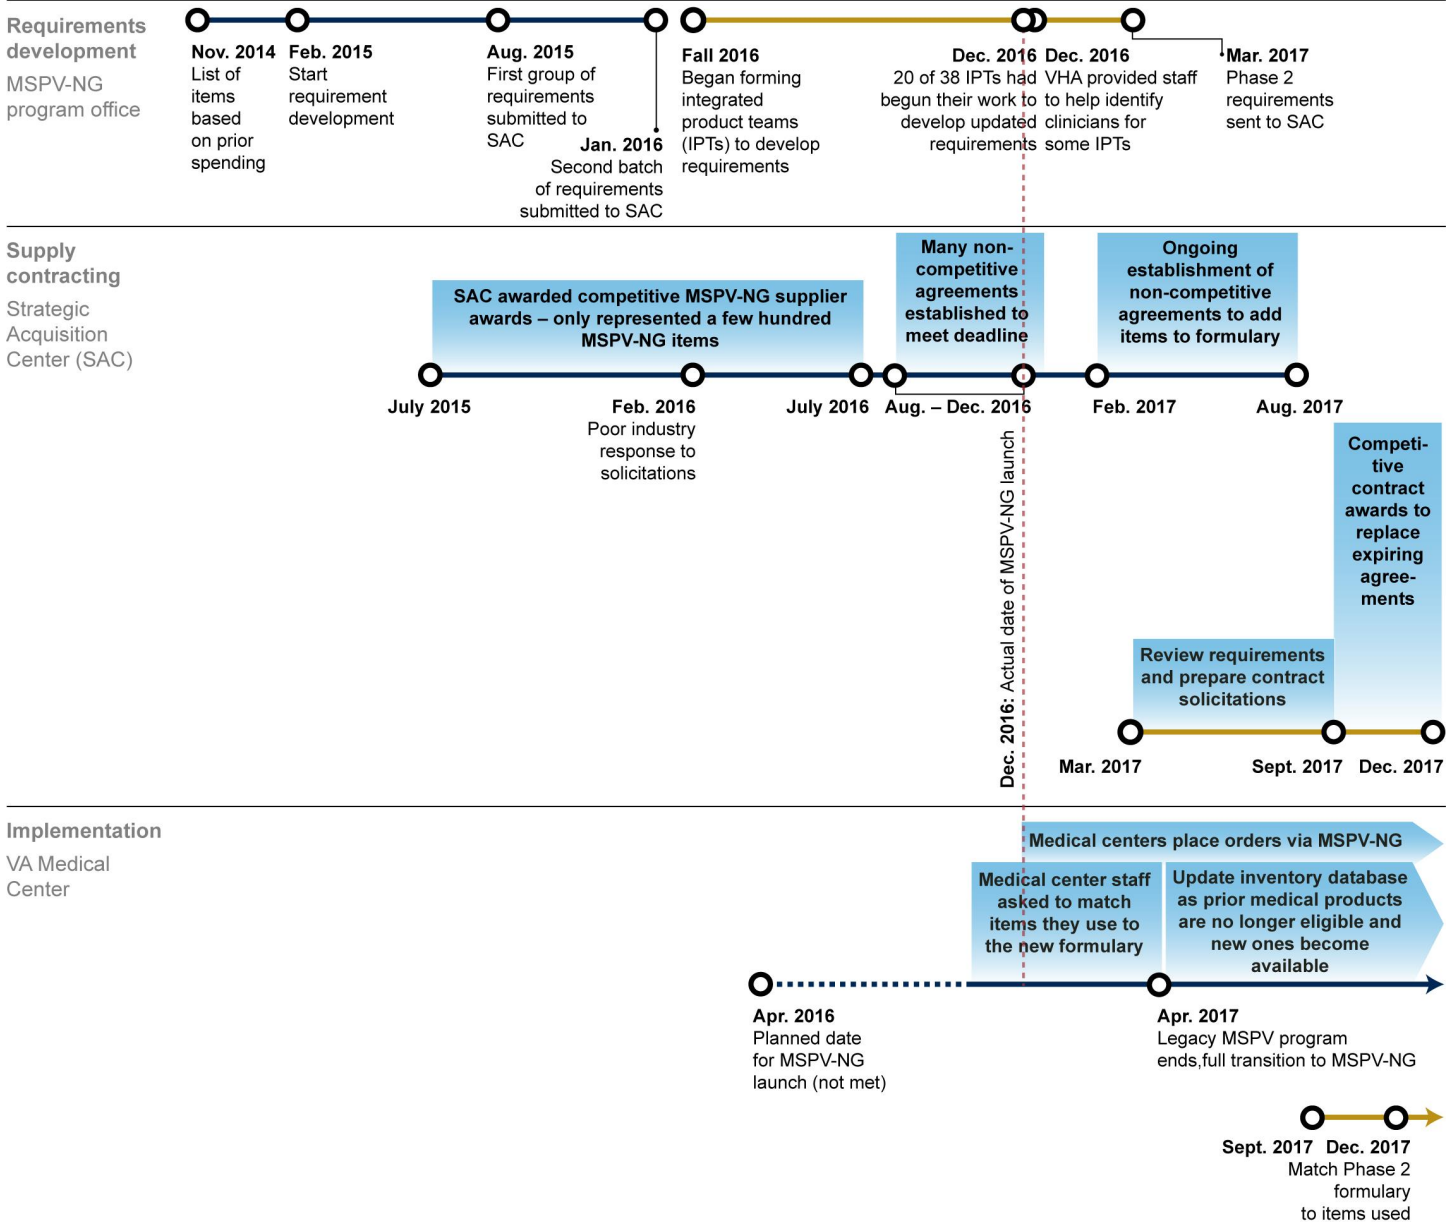 Requirements
development
MSPV-NG
program office
Nov. 2014
List of
items
based
on prior
spending
Feb. 2015
Start
requirement
development
Aug. 2015
First group of
requirements
submitted to
SAC
Jan. 2016
Second batch
of requirements
submitted to SAC
Fall 2016
Began forming
integrated
product teams
(IPTs) to develop
requirements
Dec. 2016
20 of 38 IPTs had
begun their work to
develop updated
requirements
Dec. 2016
VHA provided staff
to help identify
clinicians for
some IPTs
Mar. 2017
Phase 2
requirements
sent to SAC
Supply
contracting
Strategic
Acquisition
Center (SAC)
SAC awarded competitive MSPV-NG supplier
awards – only represented a few hundred
MSPV-NG items
Many non-
competitive
agreements
established to
meet deadline
Ongoing
establishment of
non-competitive
agreements to add
items to formulary
July 2015
Feb. 2016
Poor industry
response to
solicitations
July 2016
Aug. – Dec. 2016
Feb. 2017
Aug. 2017
Dec. 2016: Actual date of MSPV-NG launch
Competi-
tive
contract
awards to
replace
expiring
agree-
ments
Review requirements
and prepare contract
solicitations
Mar. 2017
Sept. 2017
Dec. 2017
Implementation
VA Medical
Center
Medical centers place orders via MSPV-NG
Medical center staff
asked to match
items they use to
the new formulary
Update inventory database
as prior medical products
are no longer eligible and
new ones become
available
Apr. 2016
Planned date
for MSPV-NG
launch (not met)
Apr. 2017
Legacy MSPV program
ends,full transition to MSPV-NG
Sept. 2017
Dec. 2017
Match Phase 2
formulary
to items used